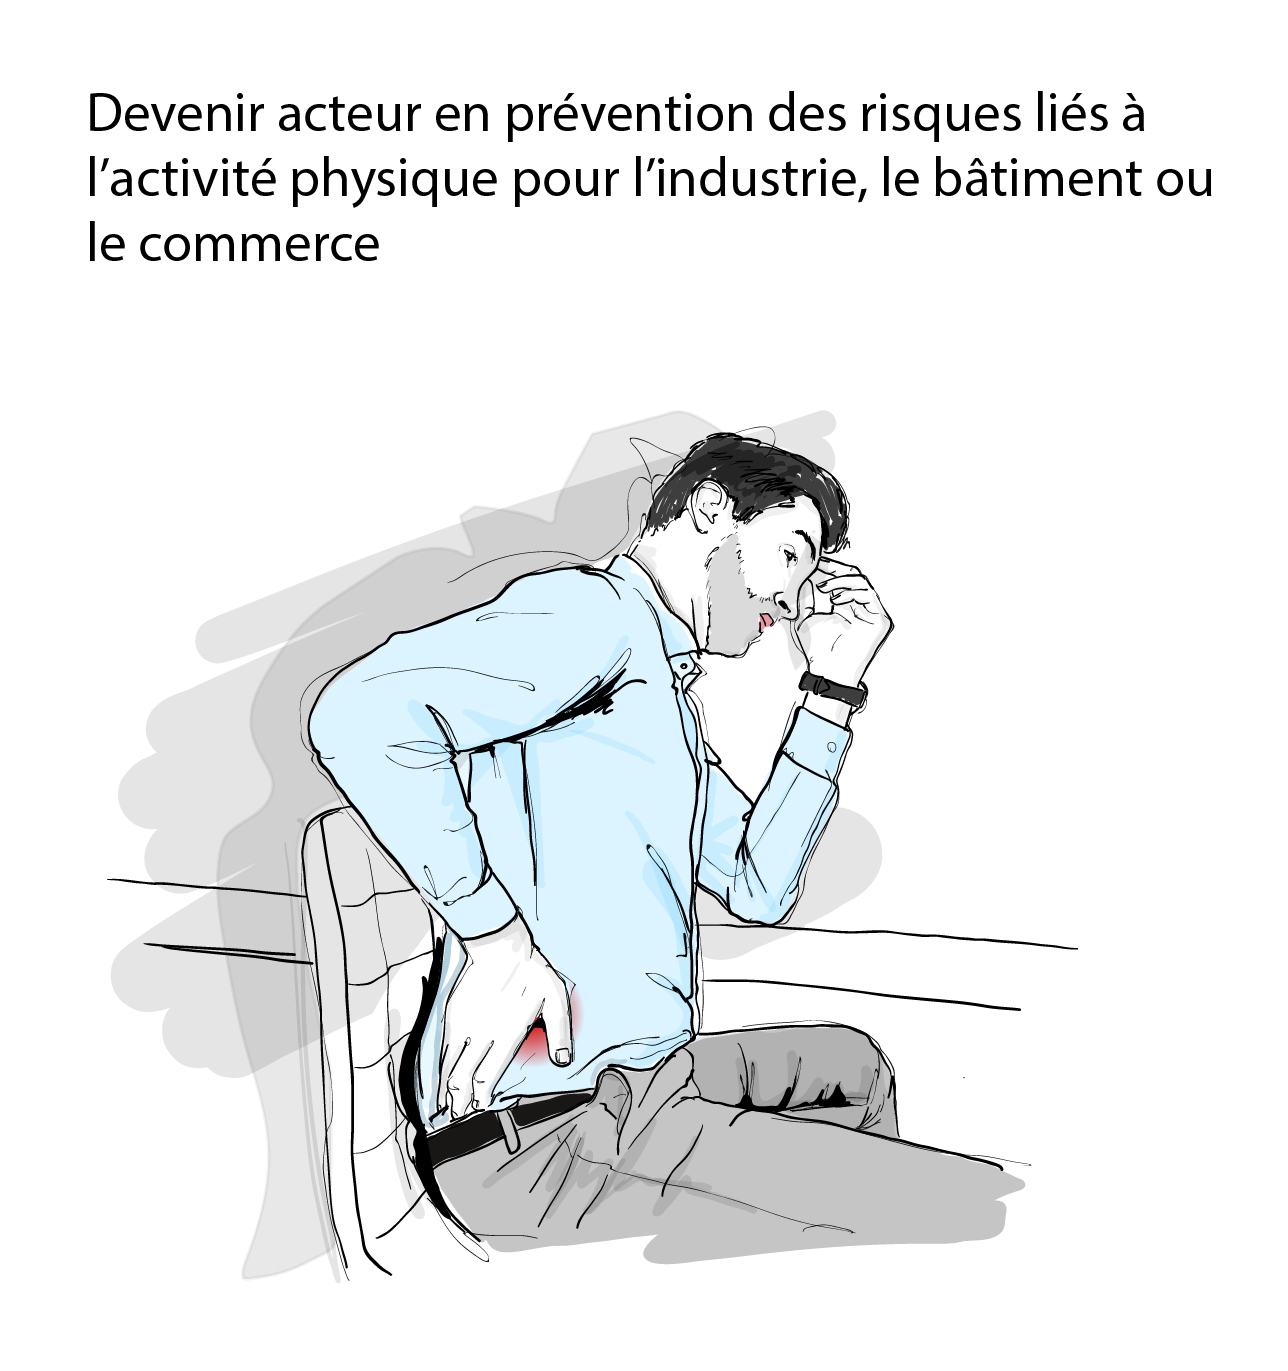 Devenir acteur en prévention des risques liés à
l’activité physique pour l’industrie, le bâtiment ou
le commerce